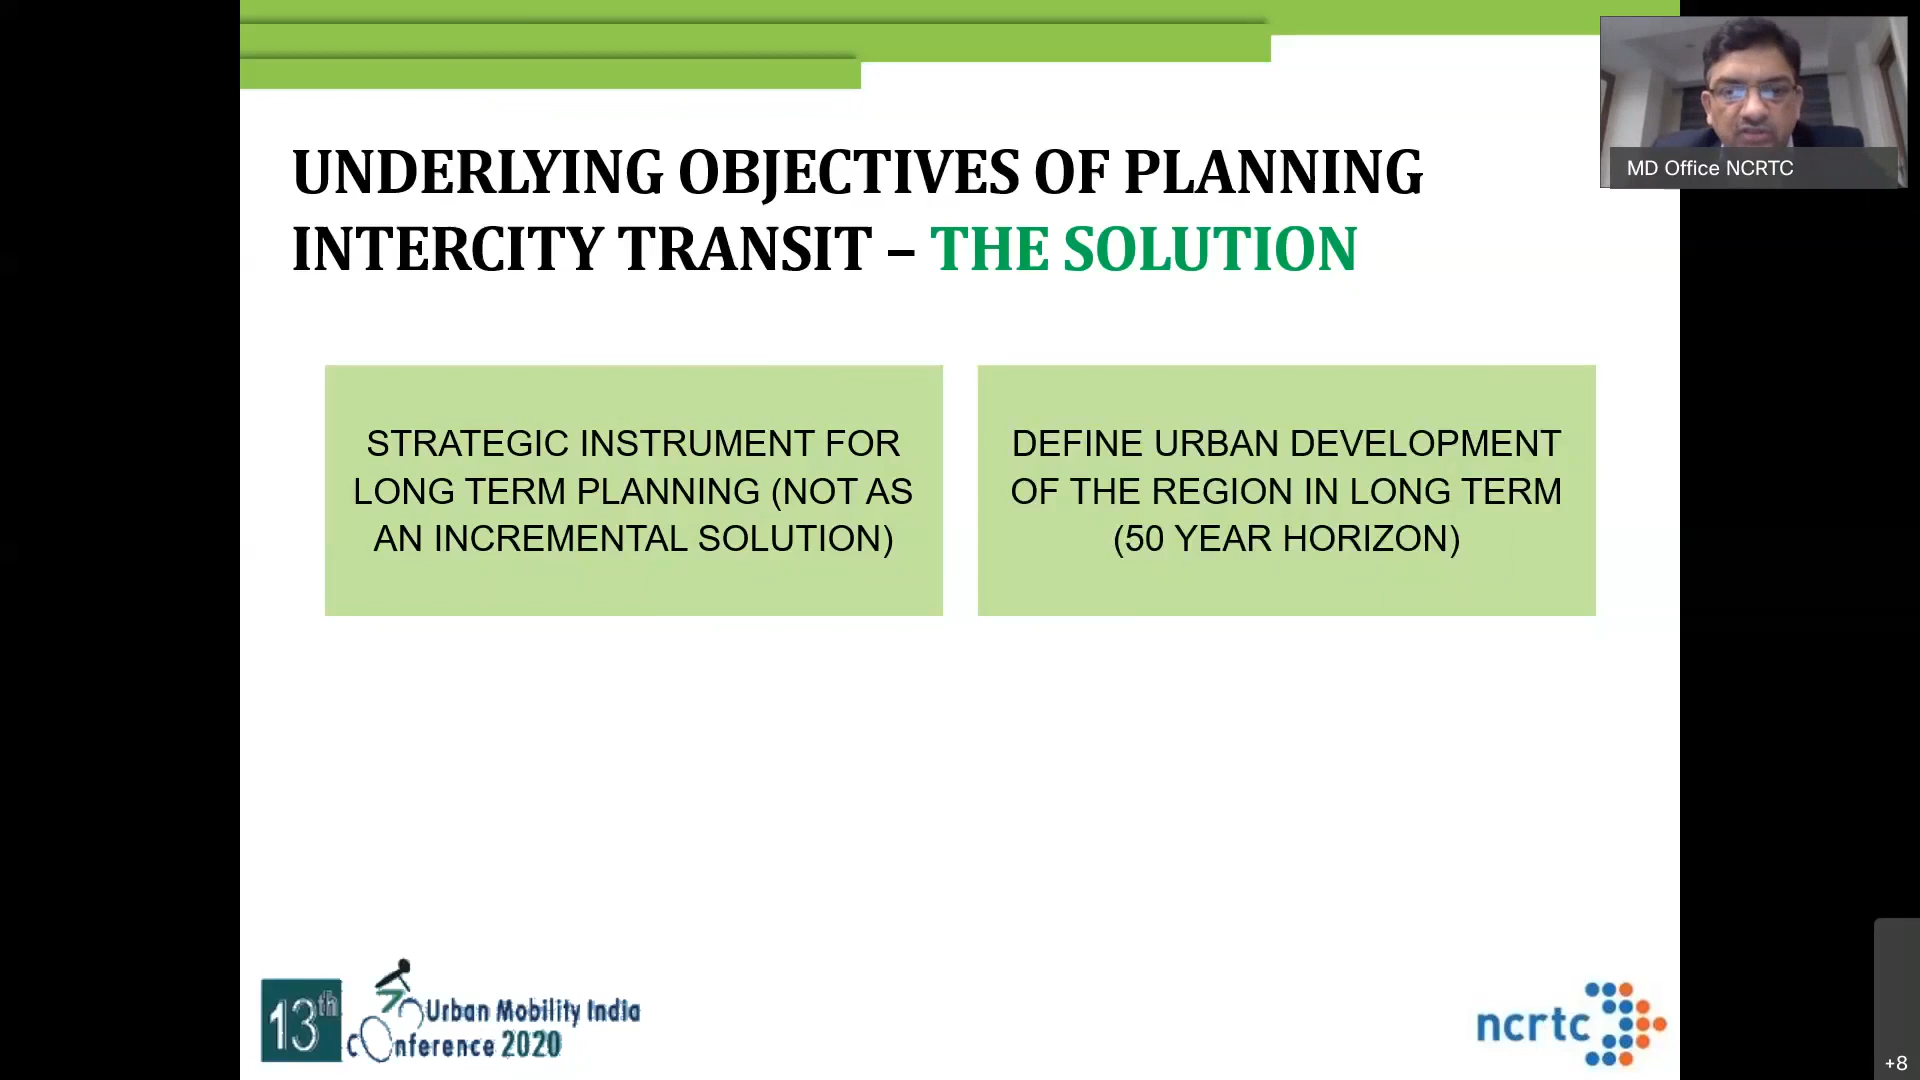 UNDERLYING OBJECTIVES OF PLANNING
INTERCITY TRANSIT – THE SOLUTION
MD Office NCRTC
STRATEGIC INSTRUMENT FOR
LONG TERM PLANNING (NOT AS
AN INCREMENTAL SOLUTION)
DEFINE URBAN DEVELOPMENT
OF THE REGION IN LONG TERM
(50 YEAR HORIZON)
13th
Urban Mobility India
Conference 2020
ncrtc
+8